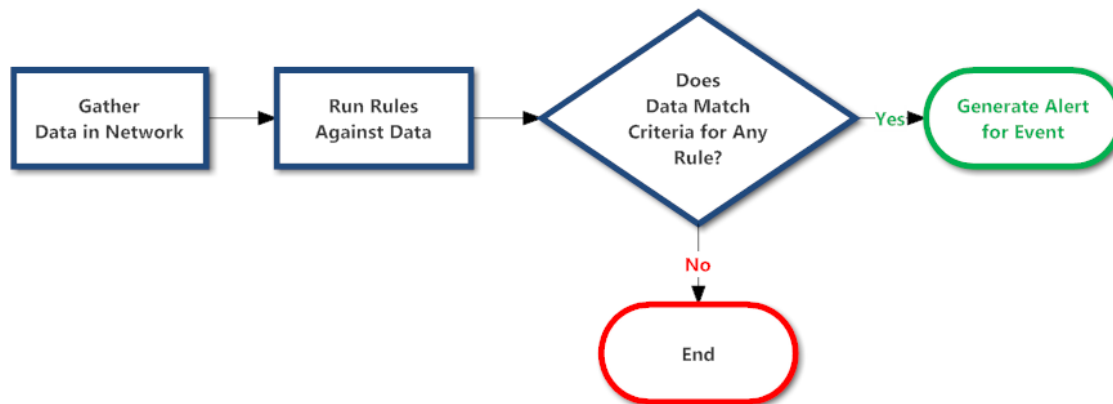 Gather
Data in Network
Run Rules
Against Data
Does
Data Match
Criteria for Any
Rule?
Yes
Generate Alert
for Event
No
End